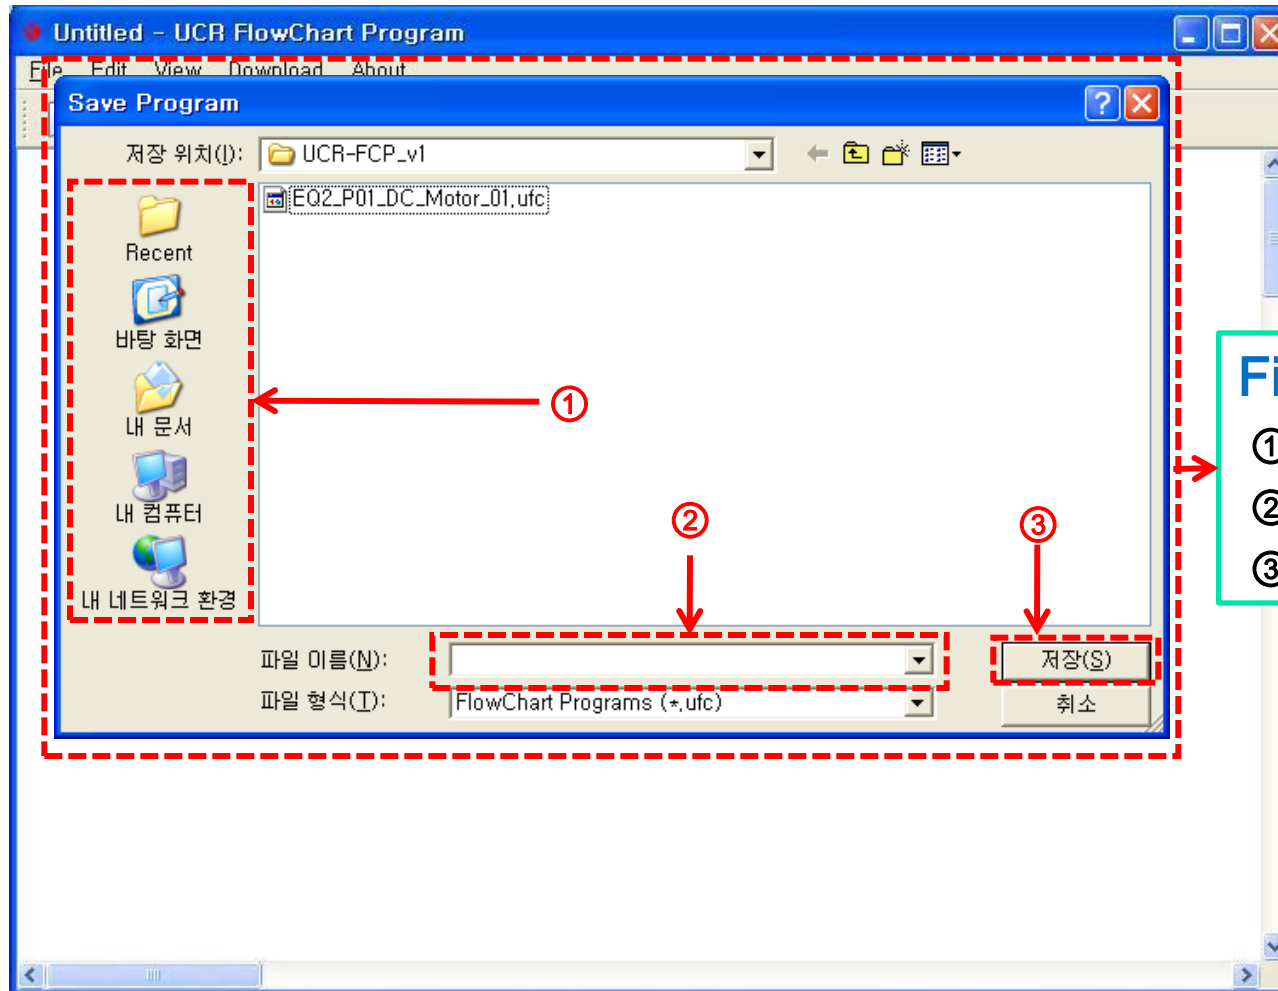 Untitled - UCR FlowChart Program
File Edit View Download About
Save Program
저장 위치(I): UCR-FCP_v1
EQ2_P01_DC_Motor_01.ufc
Recent
바탕 화면
내 문서
내 컴퓨터
내 네트워크 환경
①
②
③
파일 이름(N):
저장(S)
파일 형식(T): FlowChart Programs (*.ufc)
취소
Fi
①
②
③